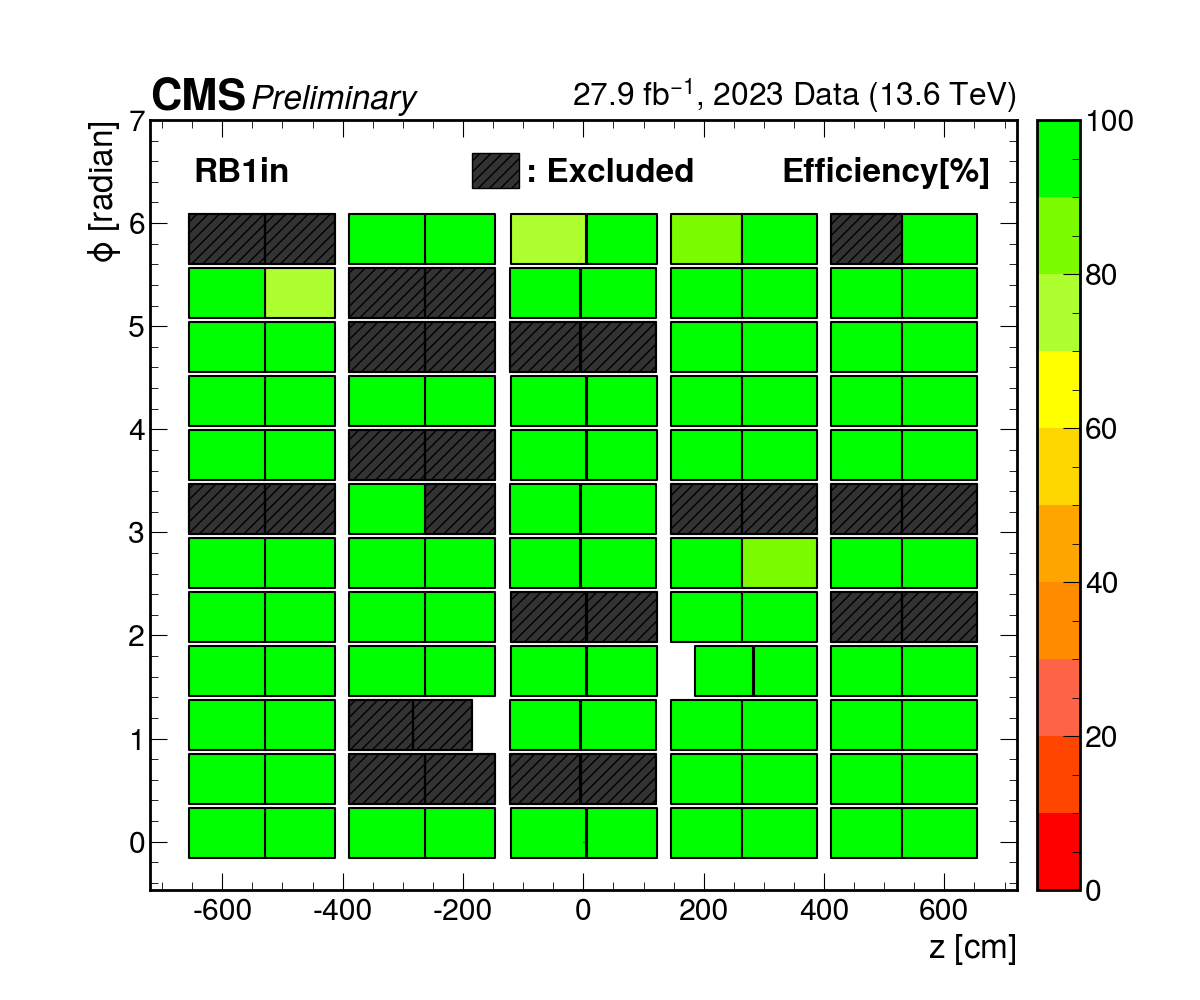 CMS Preliminary 27.9 fb⁻¹, 2023 Data (13.6 TeV)
RB1in : Excluded Efficiency[%]
ϕ [radian]
7
6
5
4
3
2
1
0
-600 -400 -200 0 200 400 600
z [cm]
100
80
60
40
20
0